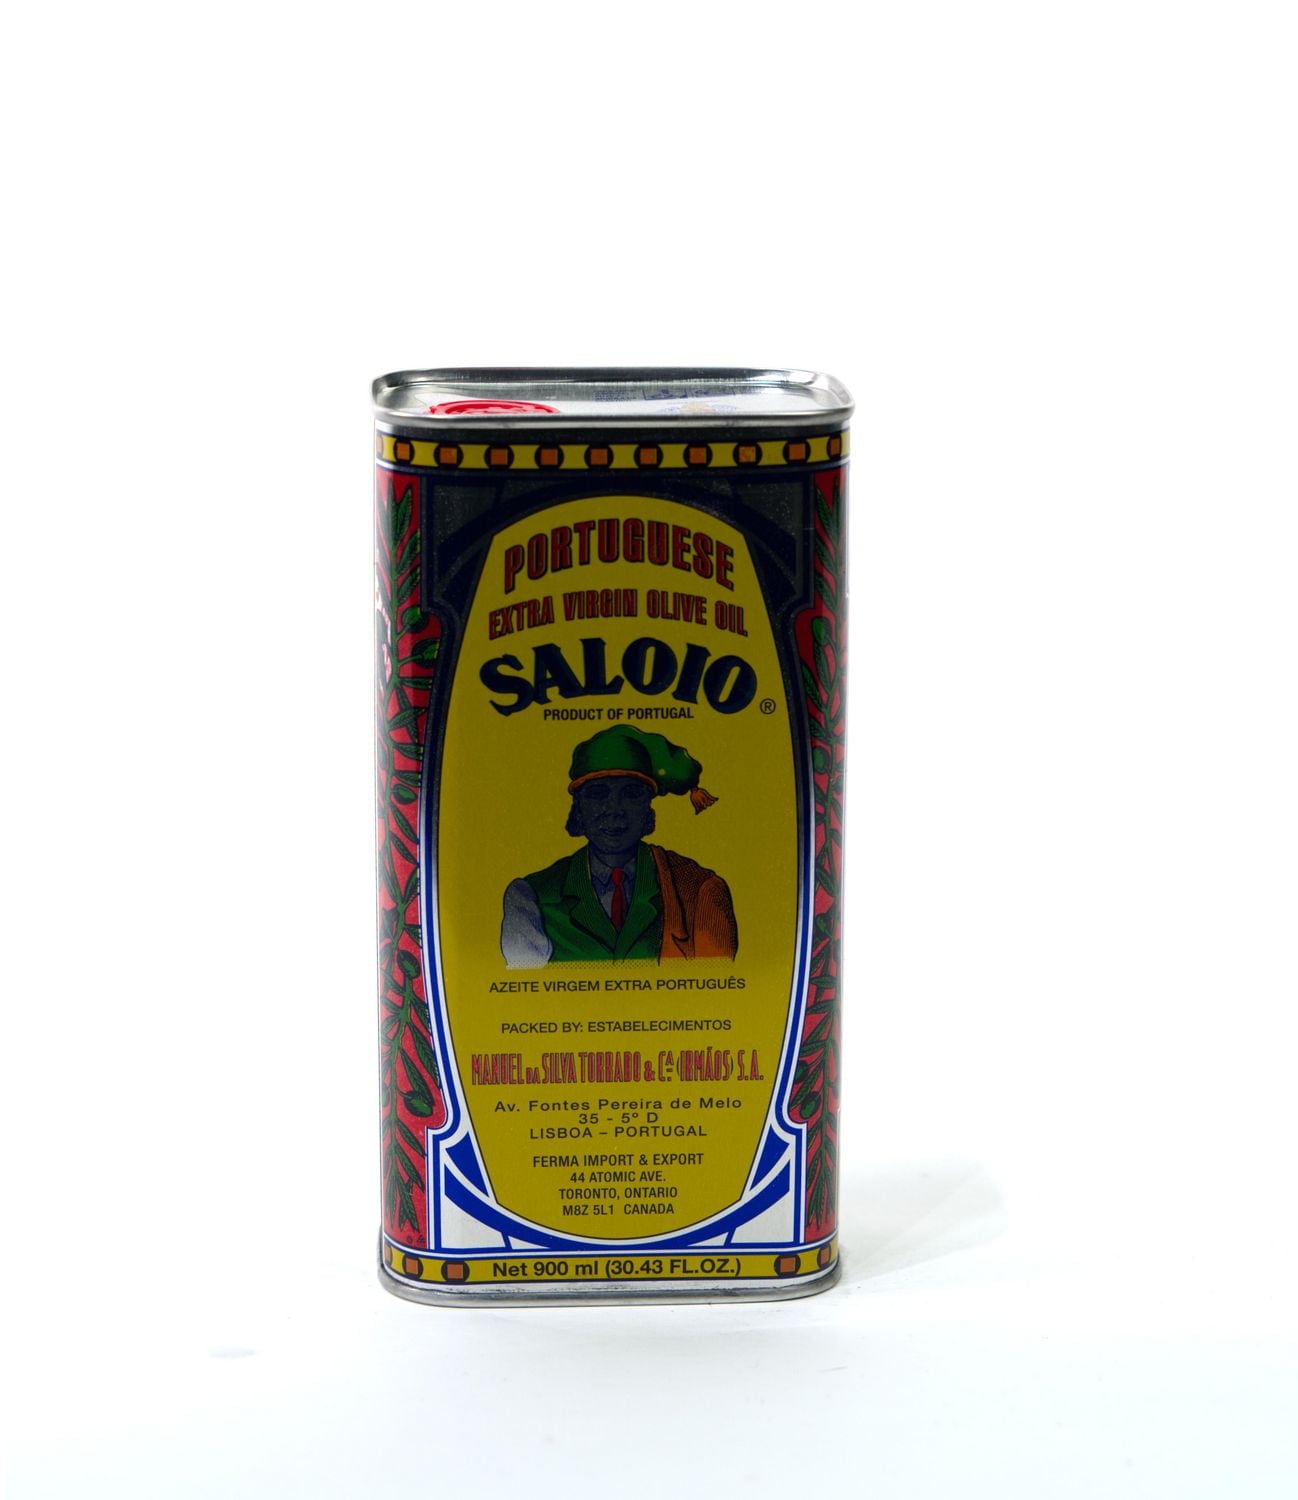 PORTUGUESE
EXTRA VIRGIN OLIVE OIL
SALOIO®
PRODUCT OF PORTUGAL
AZEITE VIRGEM EXTRA PORTUGUÊS
PACKED BY: ESTABELECIMENTOS
MANUEL DA SILVA TORRADO & Cª (IRMÃOS) S.A.
Av. Fontes Pereira de Melo
35 - 5º D
LISBOA – PORTUGAL
FERMA IMPORT & EXPORT
44 ATOMIC AVE.
TORONTO, ONTARIO
M8Z 5L1 CANADA
Net 900 ml (30.43 FL.OZ.)